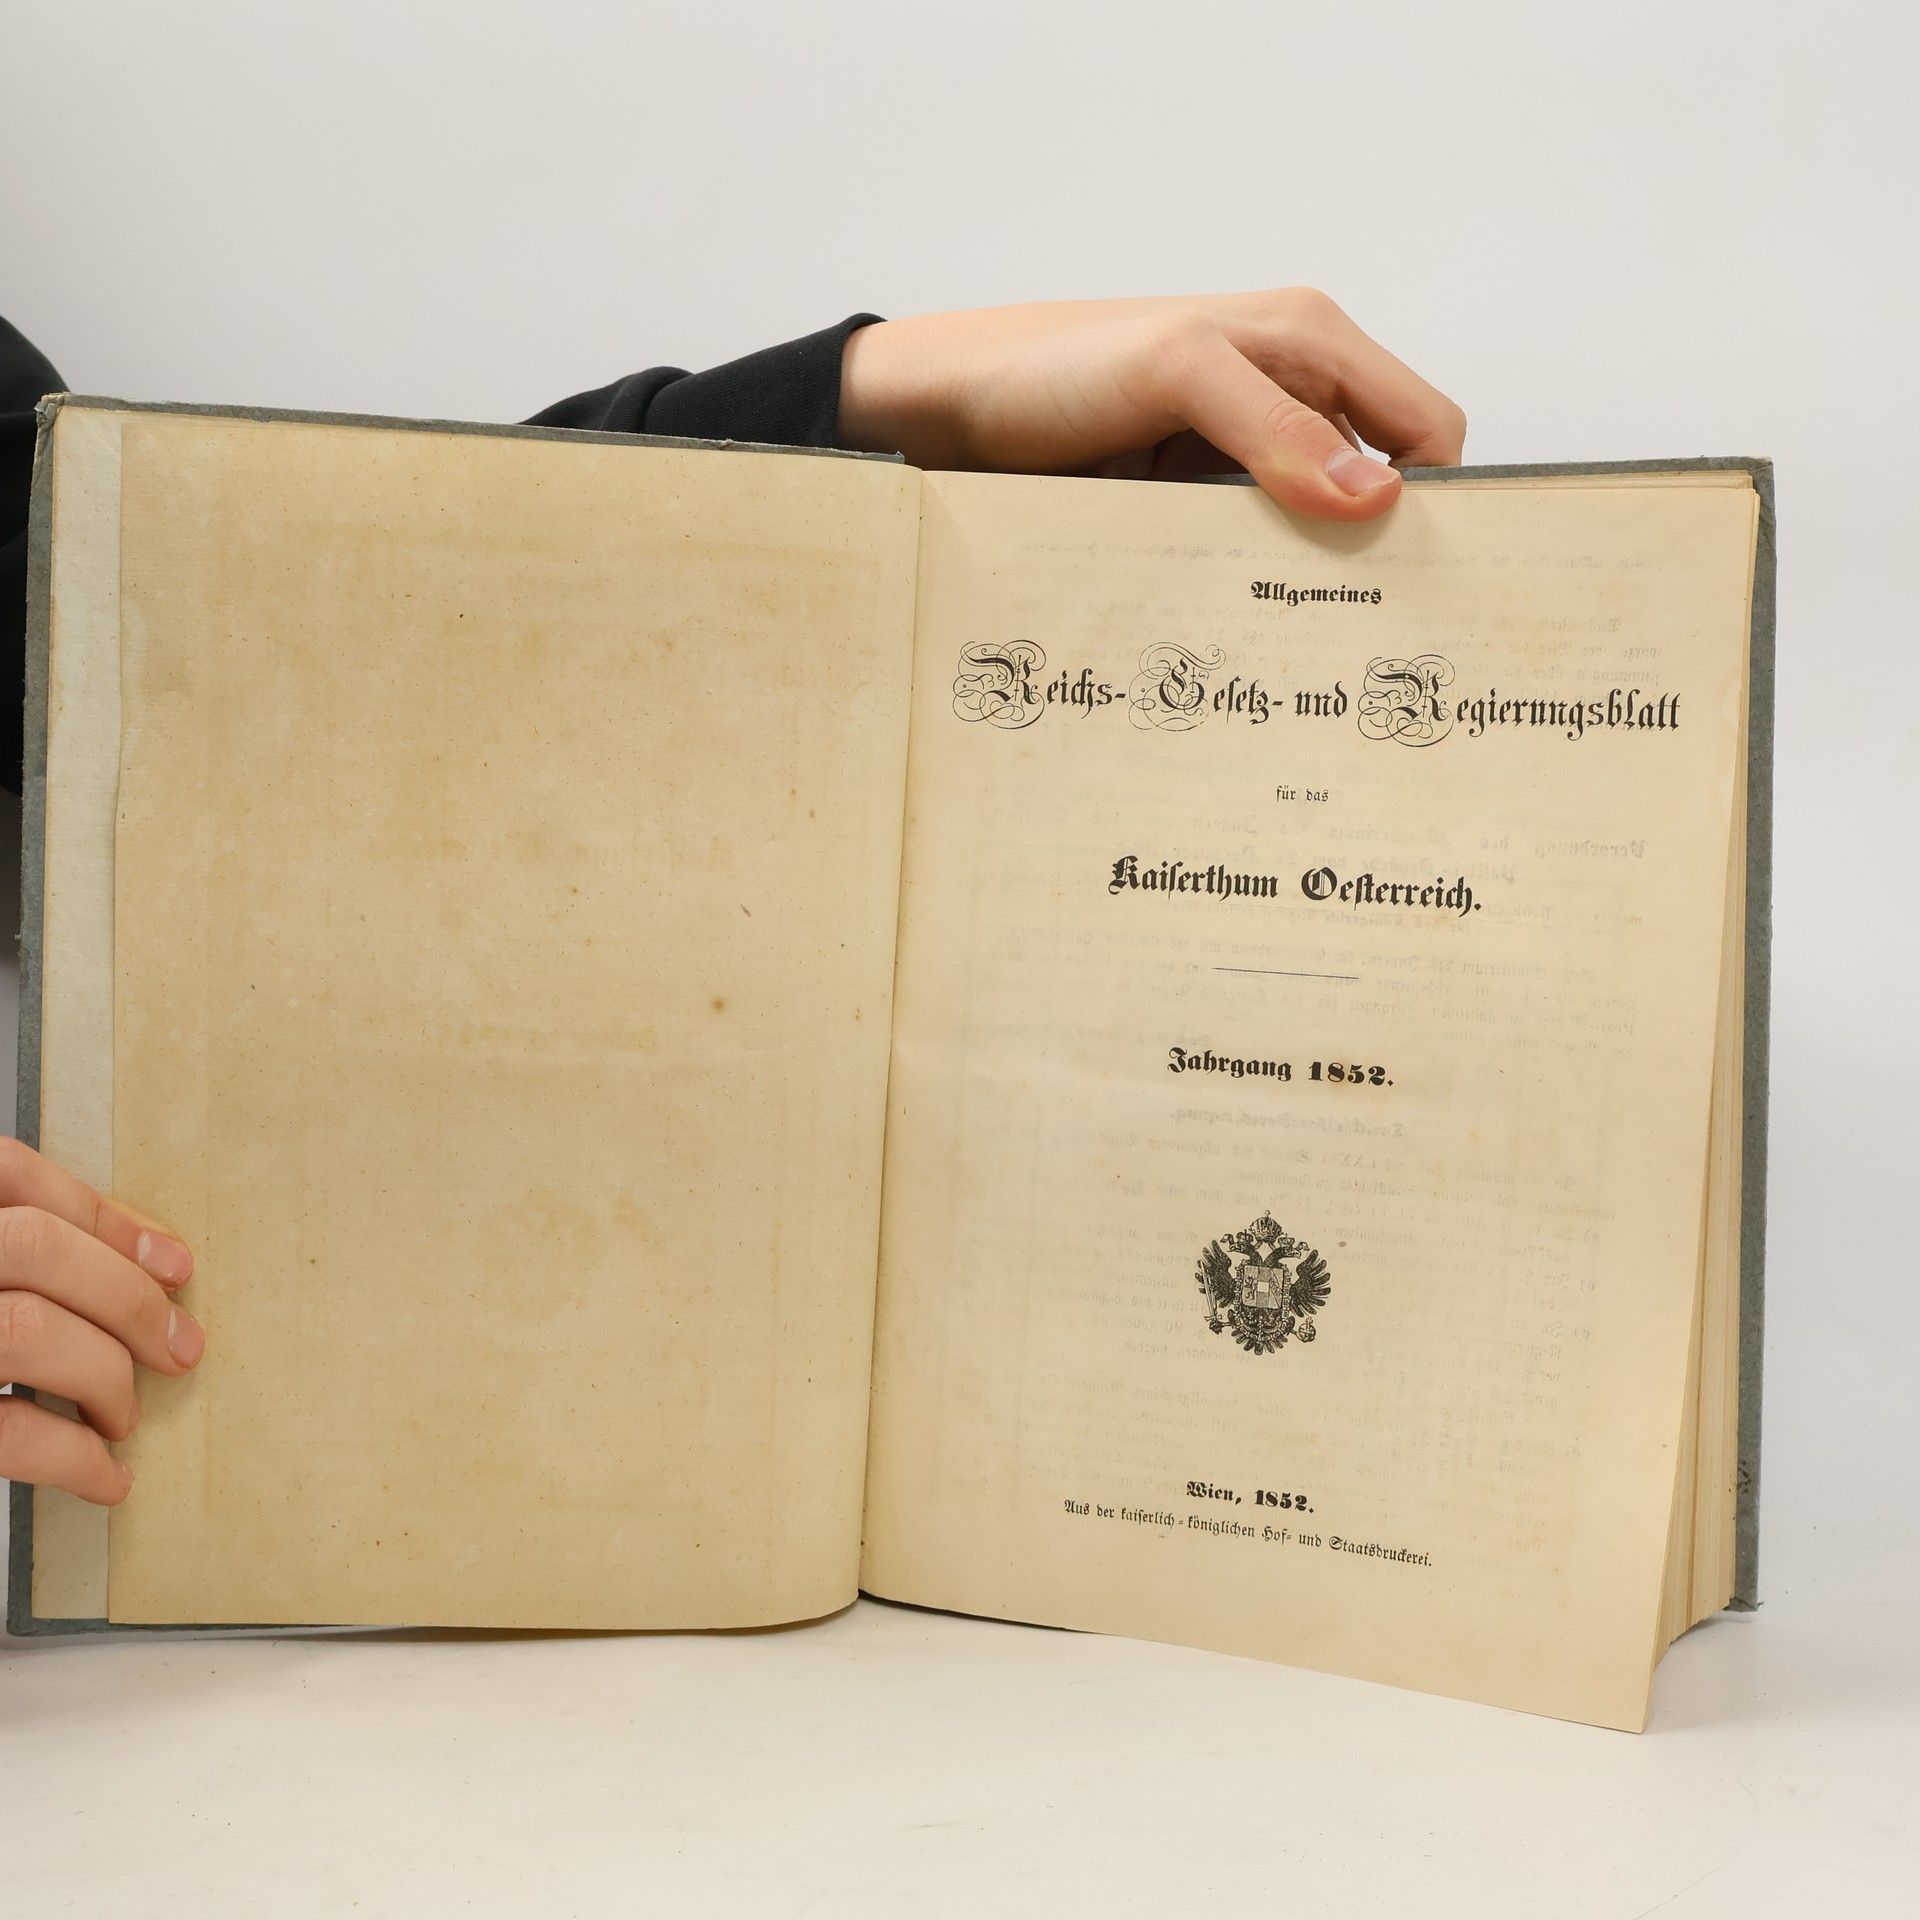 Allgemeines
Reichs-Gesetz- und Regierungsblatt
für das
Kaiserthum Oesterreich.
Jahrgang 1852.
Wien, 1852.
Aus der kaiserlich-königlichen Hof- und Staatsdruckerei.